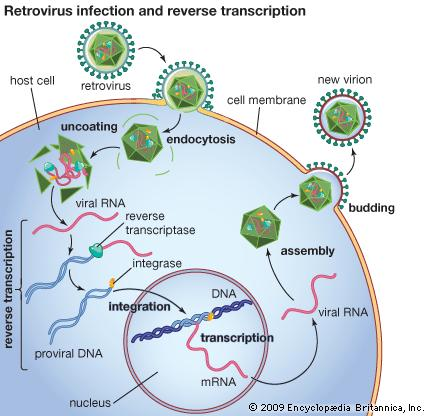 Retrovirus infection and reverse transcription
retrovirus
host cell
cell membrane
new virion
uncoating
endocytosis
budding
viral RNA
reverse
transcriptase
integrase
reverse transcription
integration
proviral DNA
DNA
transcription
mRNA
nucleus
assembly
viral RNA
© 2009 Encyclopædia Britannica, Inc.